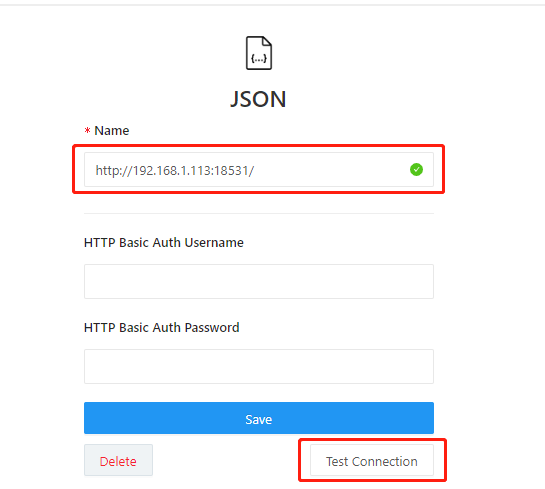 {...}
JSON
* Name
http://192.168.1.113:18531/
HTTP Basic Auth Username
HTTP Basic Auth Password
Save
Delete
Test Connection